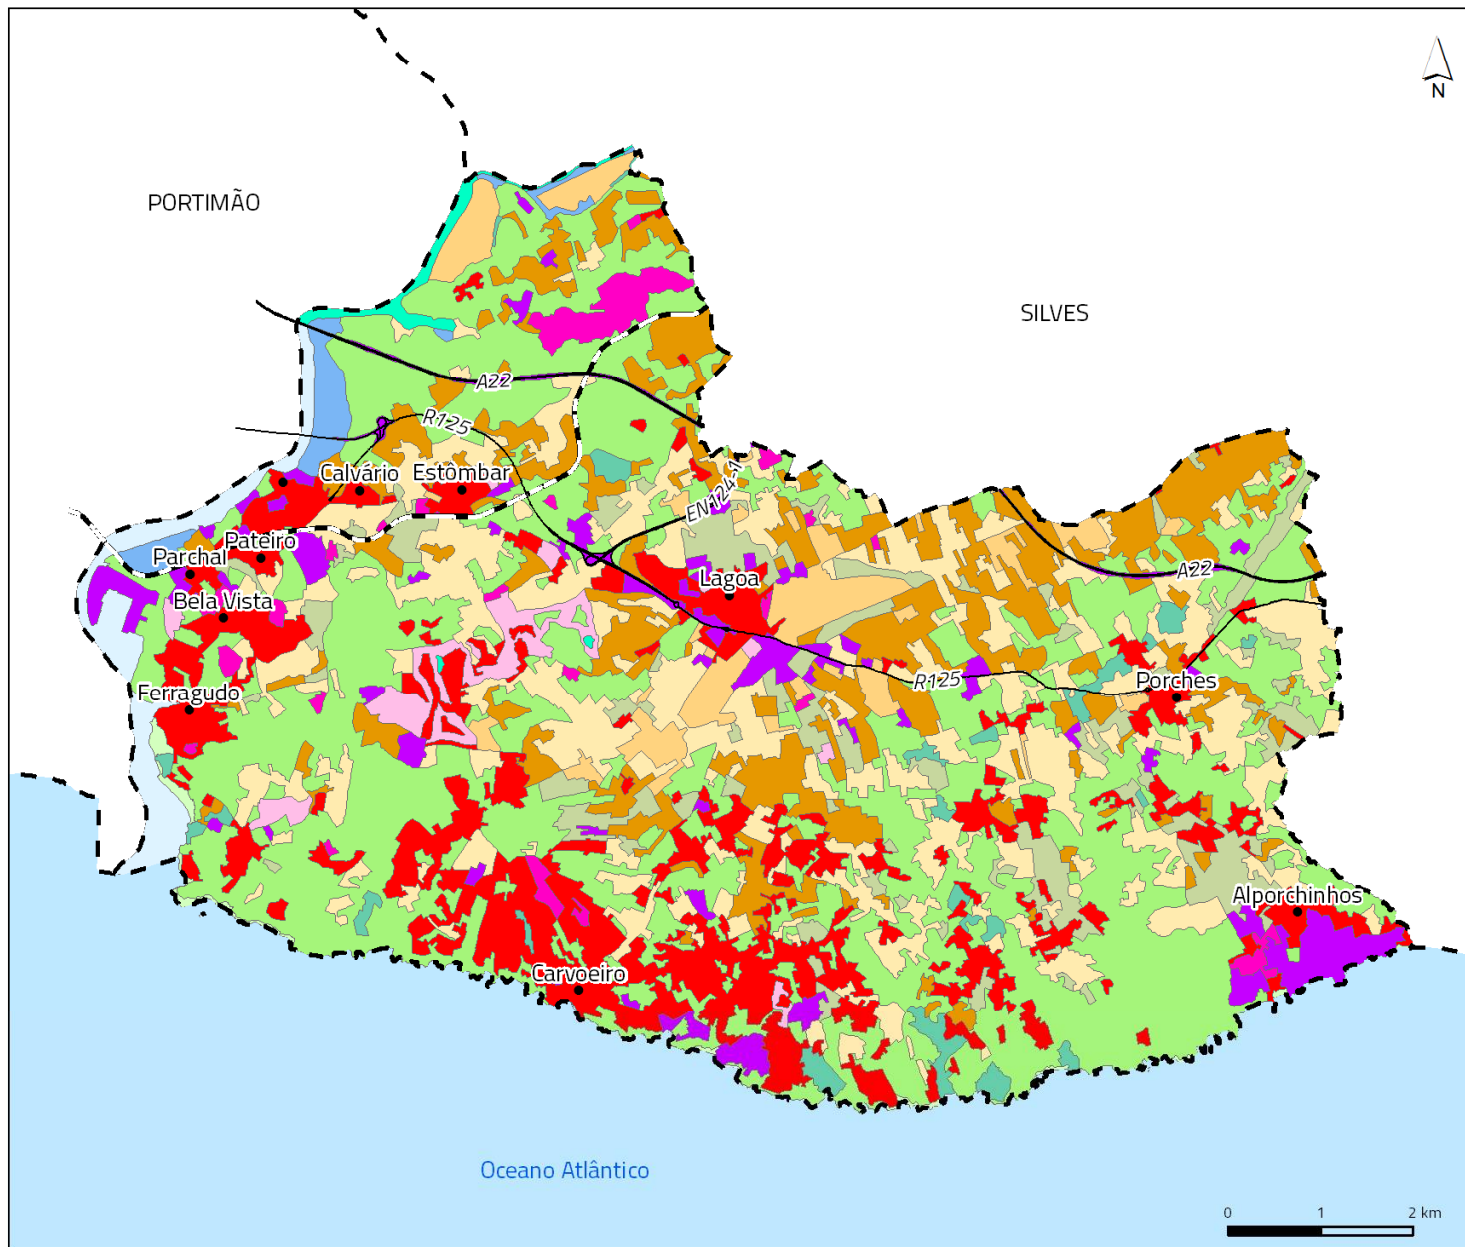 N
PORTIMÃO
SILVES
A22
R125
Calvário
Estômbar
EN124-1
Pateiro
Parchal
Lagoa
A22
Bela Vista
R125
Porches
Ferragudo
Alporchinhos
Carvoeiro
Oceano Atlântico
0 1 2 km